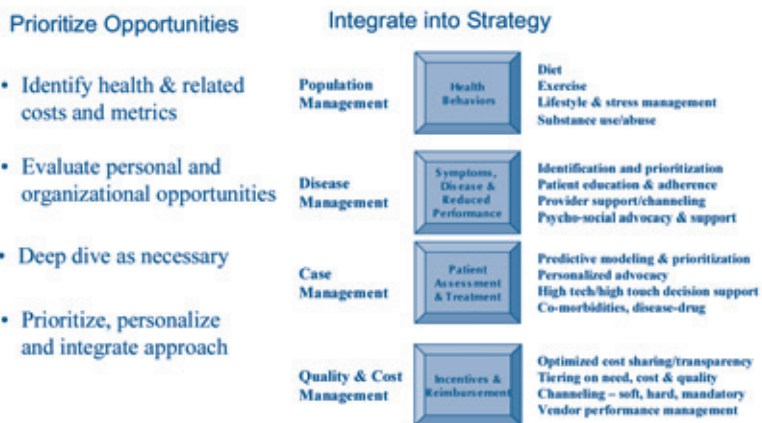 Prioritize Opportunities
• Identify health & related
costs and metrics
• Evaluate personal and
organizational opportunities
• Deep dive as necessary
• Prioritize, personalize
and integrate approach
Integrate into Strategy
Population
Management
Health
Behaviors
Diet
Exercise
Lifestyle & stress management
Substance use/abuse
Disease
Management
Symptoms,
Disease &
Reduced
Performance
Identification and prioritization
Patient education & adherence
Provider support/channeling
Psycho-social advocacy & support
Case
Management
Patient
Assessment
& Treatment
Predictive modeling & prioritization
Personalized advocacy
High tech/high touch decision support
Co-morbidities, disease-drug
Quality & Cost
Management
Incentives &
Reimbursement
Optimized cost sharing/transparency
Tiering on need, cost & quality
Channeling – soft, hard, mandatory
Vendor performance management